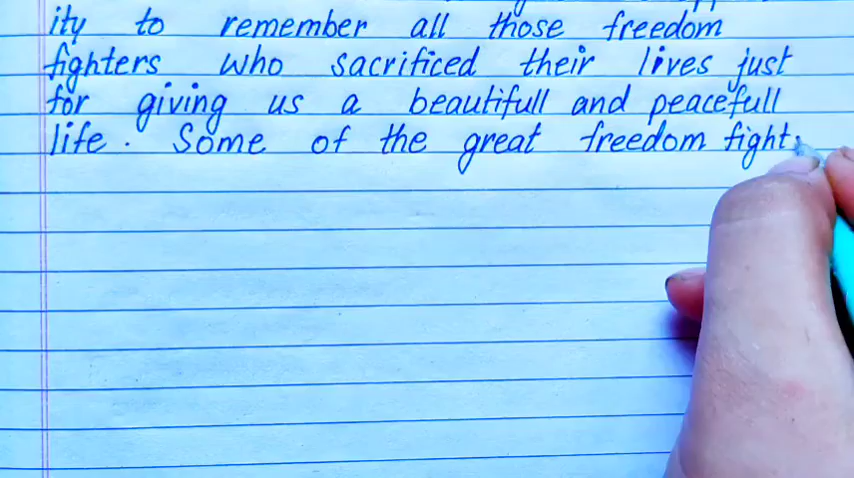 ity to remember all those freedom
fighters who sacrificed their lives just
for giving us a beautifull and peacefull
life. Some of the great freedom fight